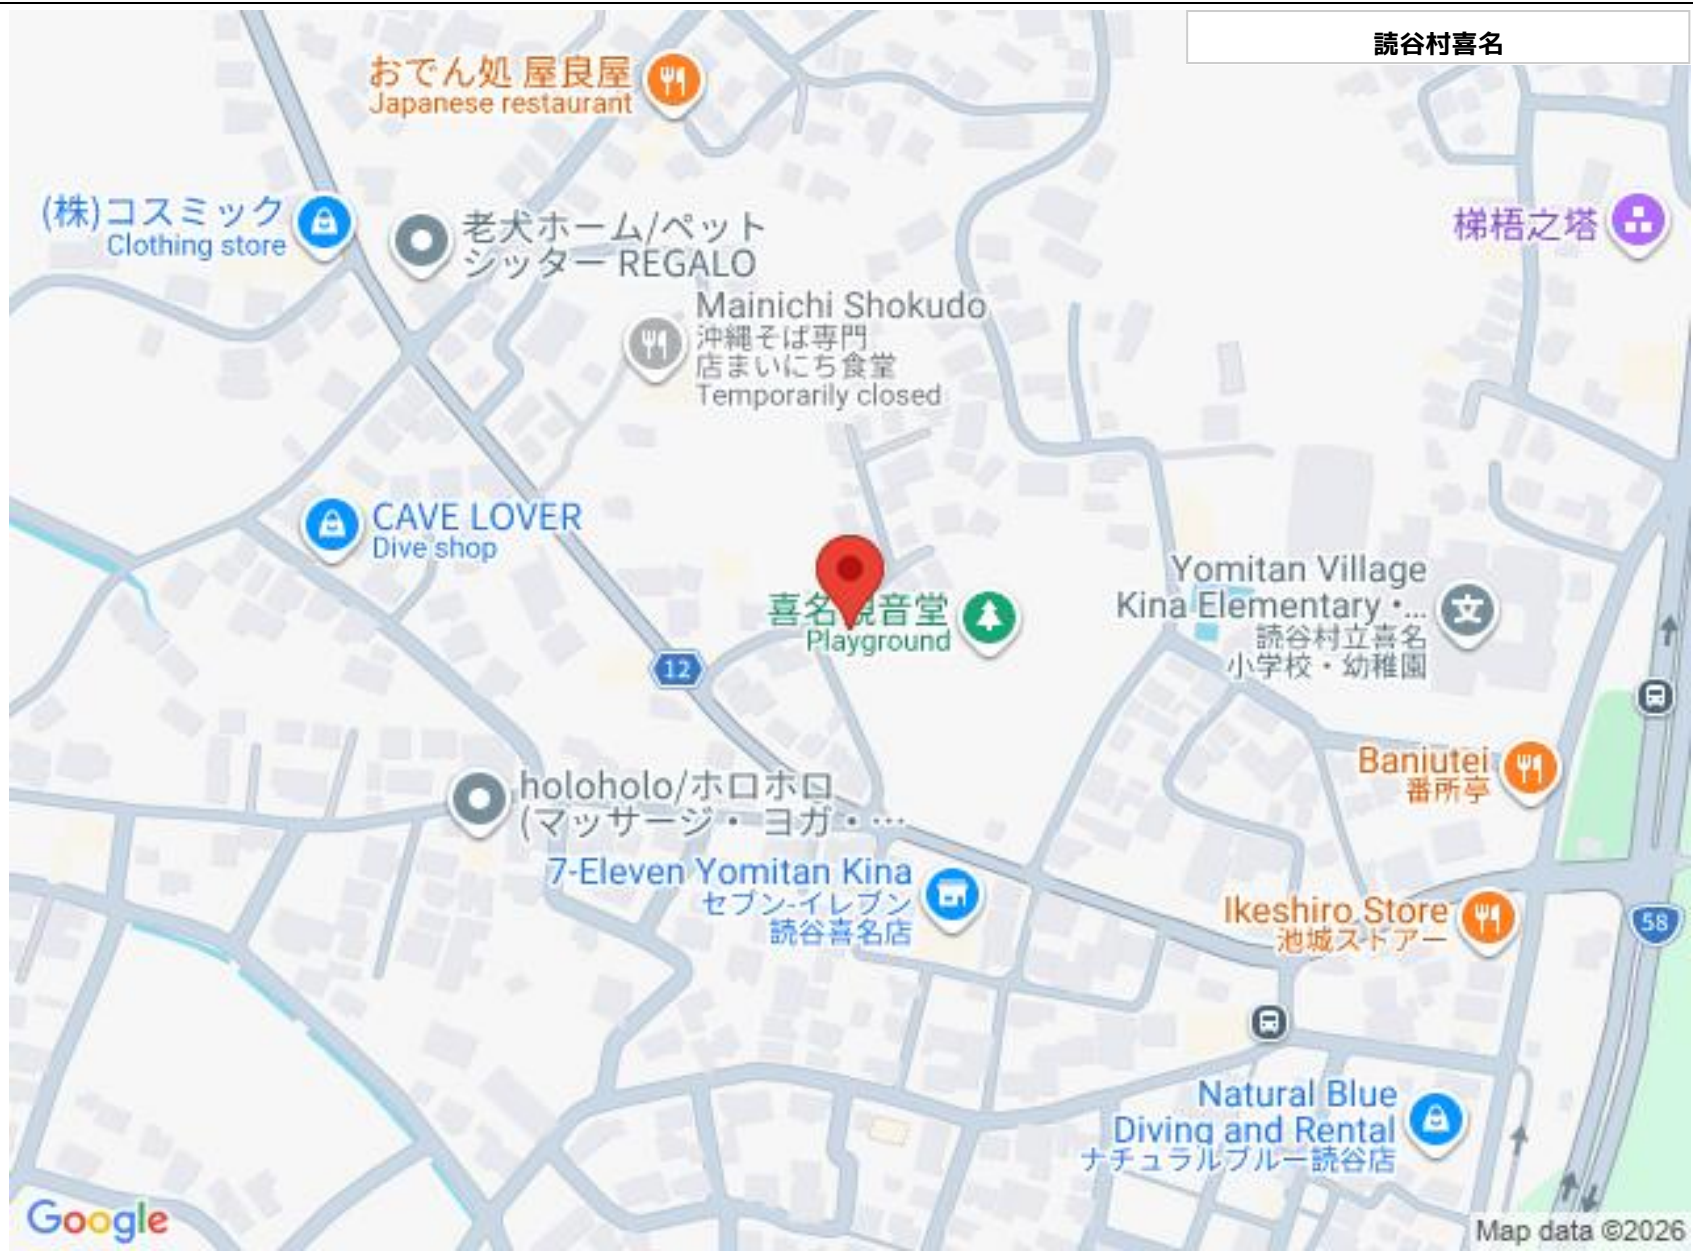 読谷村喜名
おでん処 屋良屋
Japanese restaurant
(株)コスミック
Clothing store
老犬ホーム/ペット
シッター REGALO
梯梧之塔
Mainichi Shokudo
沖縄そば専門
店まいにち食堂
Temporarily closed
CAVE LOVER
Dive shop
喜名観音堂
Playground
Yomitan Village
Kina Elementary・...
読谷村立喜名
小学校・幼稚園
12
Baniutei
番所亭
holoholo/ホロホロ
(マッサージ・ ヨガ・…
7-Eleven Yomitan Kina
セブン-イレブン
読谷喜名店
Ikeshiro Store
池城ストアー
58
Natural Blue
Diving and Rental
ナチュラルブルー読谷店
Google
Map data ©2026